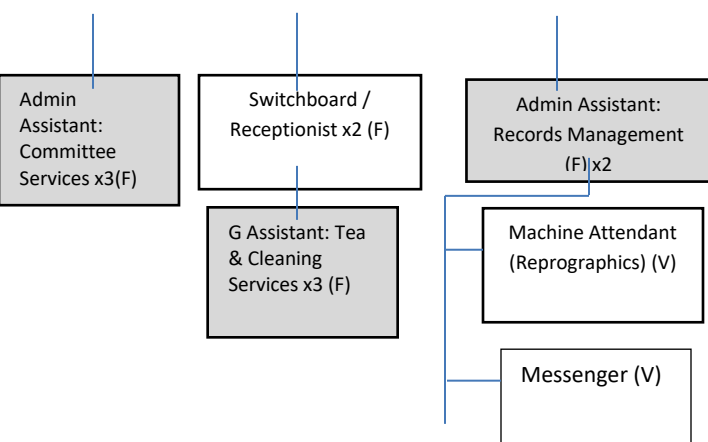 Admin
Assistant:
Committee
Services x3(F)
Switchboard /
Receptionist x2 (F)
G Assistant: Tea
& Cleaning
Services x3 (F)
Admin Assistant:
Records Management
(F) x2
Machine Attendant
(Reprographics) (V)
Messenger (V)